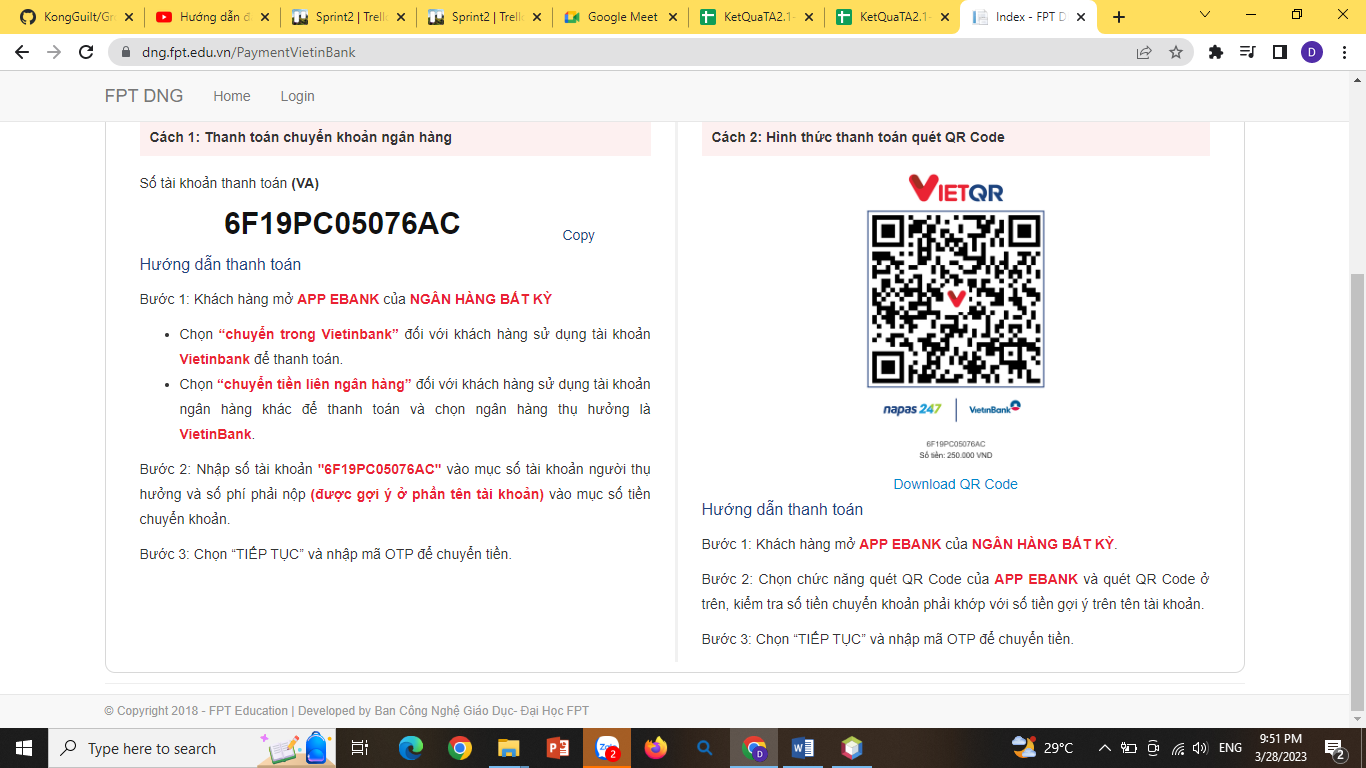 KongGuilt/Gr
Hướng dẫn đ
Sprint2 | Trell
Sprint2 | Trell
Google Meet
KetQuaTA2.1-
KetQuaTA2.1-
Index - FPT D
dng.fpt.edu.vn/PaymentVietinBank
D
FPT DNG
Home
Login
Cách 1: Thanh toán chuyển khoản ngân hàng
Số tài khoản thanh toán (VA)
6F19PC05076AC
Copy
Hướng dẫn thanh toán
Bước 1: Khách hàng mở APP EBANK của NGÂN HÀNG BẤT KỲ
• Chọn “chuyển trong Vietinbank” đối với khách hàng sử dụng tài khoản
Vietinbank để thanh toán.
• Chọn “chuyển tiền liên ngân hàng” đối với khách hàng sử dụng tài khoản
ngân hàng khác để thanh toán và chọn ngân hàng thụ hưởng là
VietinBank.
Bước 2: Nhập số tài khoản "6F19PC05076AC" vào mục số tài khoản người thụ
hưởng và số phí phải nộp (được gợi ý ở phần tên tài khoản) vào mục số tiền
chuyển khoản.
Bước 3: Chọn “TIẾP TỤC” và nhập mã OTP để chuyển tiền.
Cách 2: Hình thức thanh toán quét QR Code
VIETQR
napas 247
VietinBank
6F19PC05076AC
Số tiền: 250.000 VND
Download QR Code
Hướng dẫn thanh toán
Bước 1: Khách hàng mở APP EBANK của NGÂN HÀNG BẤT KỲ.
Bước 2: Chọn chức năng quét QR Code của APP EBANK và quét QR Code ở
trên, kiểm tra số tiền chuyển khoản phải khớp với số tiền gợi ý trên tên tài khoản.
Bước 3: Chọn “TIẾP TỤC” và nhập mã OTP để chuyển tiền.
© Copyright 2018 - FPT Education | Developed by Ban Công Nghệ Giáo Dục- Đại Học FPT
Type here to search
Zalo
2
D
29°C
ENG
9:51 PM
3/28/2023
2